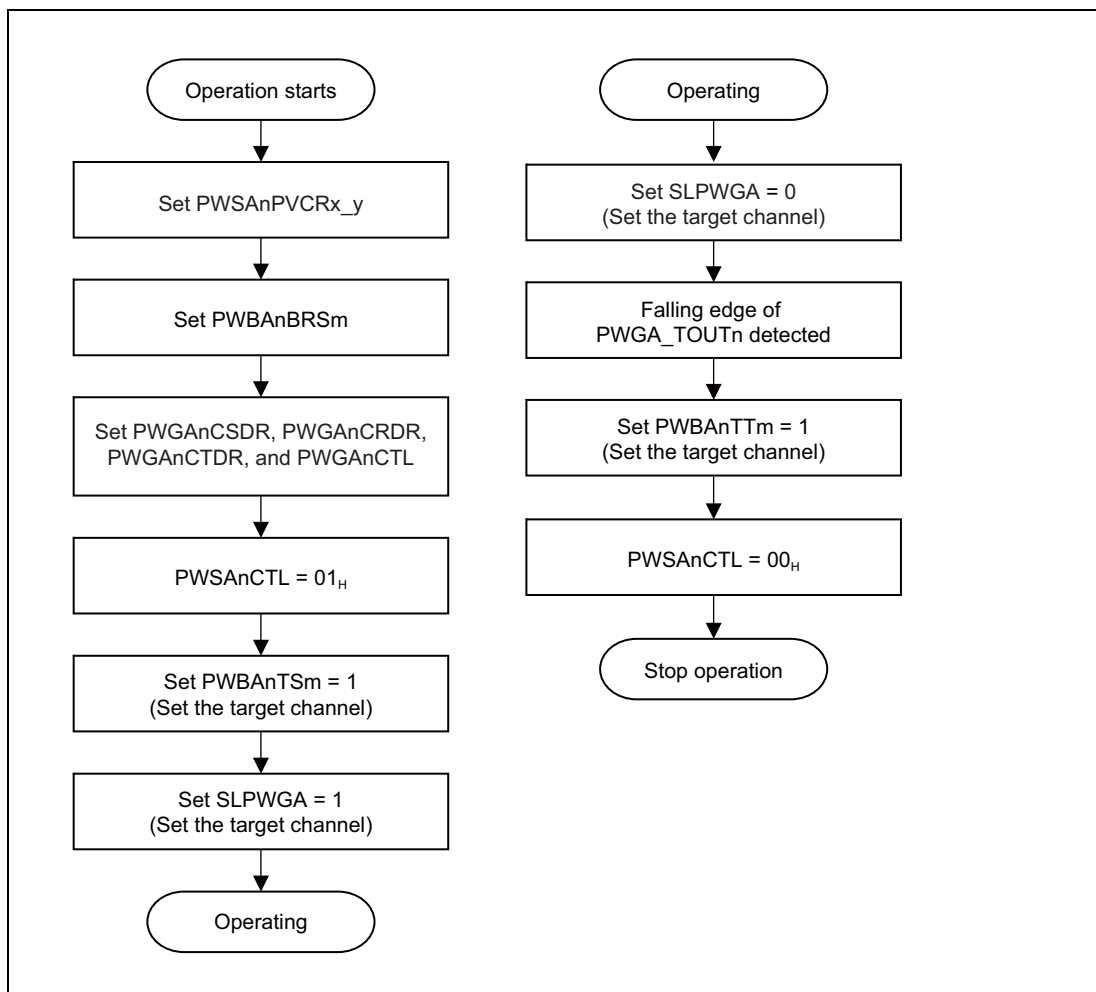 Operation starts
Set PWSAnPVCRx_y
Set PWBAnBRSm
Set PWGAnCSDR, PWGAnCRDR,
PWGAnCTDR, and PWGAnCTL
PWSAnCTL = 01H
Set PWBAnTSm = 1
(Set the target channel)
Set SLPWGA = 1
(Set the target channel)
Operating
Operating
Set SLPWGA = 0
(Set the target channel)
Falling edge of
PWGA_TOUTn detected
Set PWBAnTTm = 1
(Set the target channel)
PWSAnCTL = 00H
Stop operation